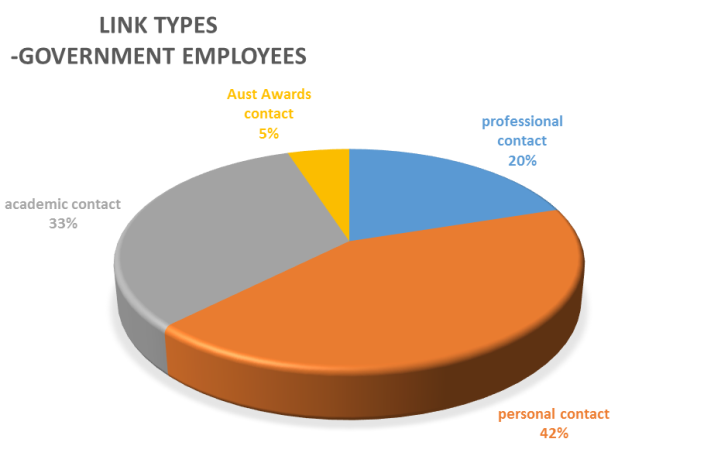 LINK TYPES
-GOVERNMENT EMPLOYEES
Aust Awards
contact
5%
professional
contact
20%
academic contact
33%
personal contact
42%